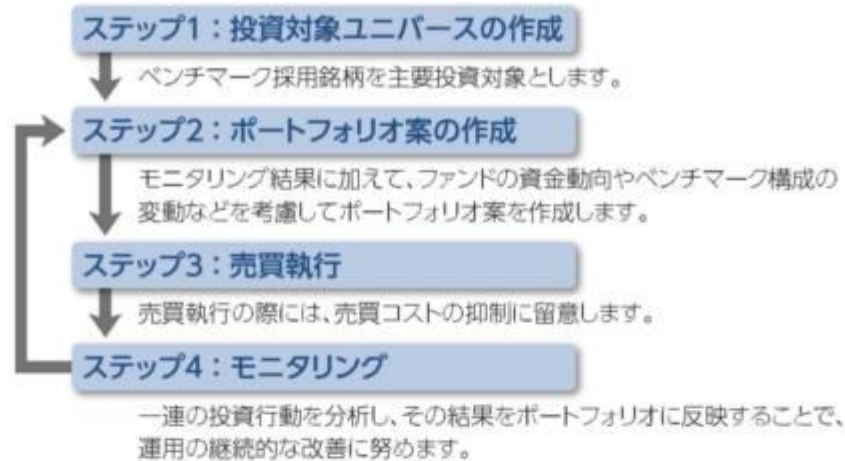 ステップ1：投資対象ユニバースの作成
ベンチマーク採用銘柄を主要投資対象とします。
ステップ2：ポートフォリオ案の作成
モニタリング結果に加えて、ファンドの資金動向やベンチマーク構成の
変動などを考慮してポートフォリオ案を作成します。
ステップ3：売買執行
売買執行の際には、売買コストの抑制に留意します。
ステップ4：モニタリング
一連の投資行動を分析し、その結果をポートフォリオに反映することで、
運用の継続的な改善に努めます。